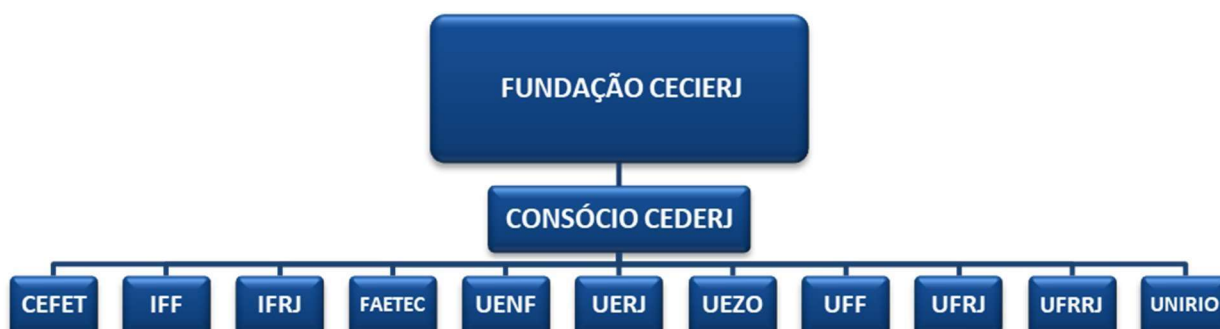 FUNDAÇÃO CECIERJ
CONSÓCIO CEDERJ
CEFET
IFF
IFRJ
FAETEC
UENF
UERJ
UEZO
UFF
UFRJ
UFRRJ
UNIRIO